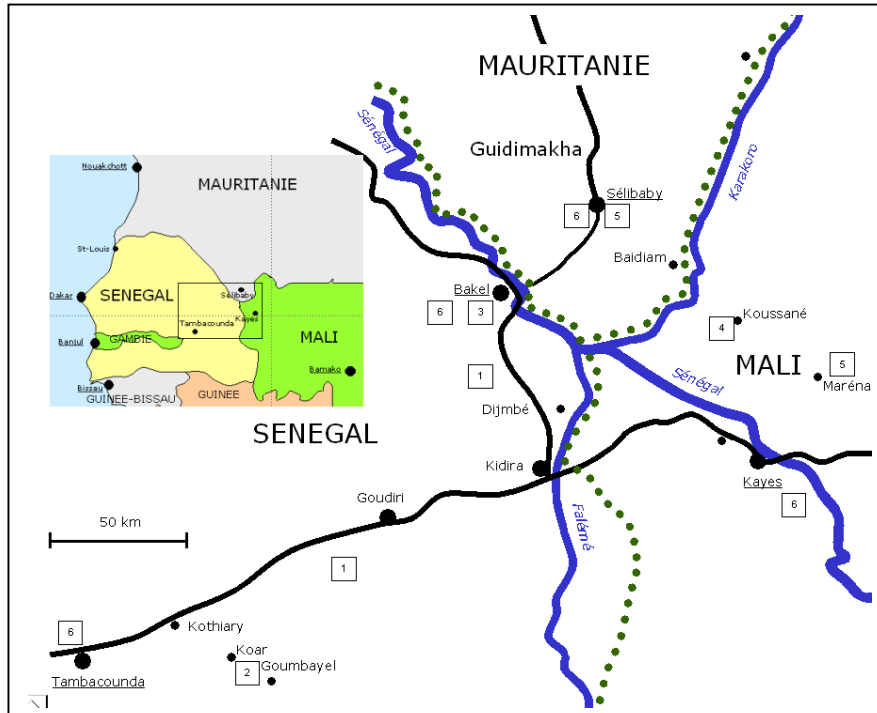 MAURITANIE
Sénégal
Guidimakha
Karakoro
Sélibaby
6
5
Nouakchott
MAURITANIE
St-Louis
Dakar
SENEGAL
Sélibaby
Kayes
Tambacounda
Banjul
GAMBIE
MALI
Bamako
Bissau
GUINEE-BISSAU
GUINEE
Baidiam
Bakel
6
3
Koussané
4
MALI
5
Maréna
1
Sénégal
Dijmbé
SENEGAL
Kidira
Kayes
6
Goudiri
Falémé
50 km
1
Kothiary
6
Koar
2
Goumbayel
Tambacounda